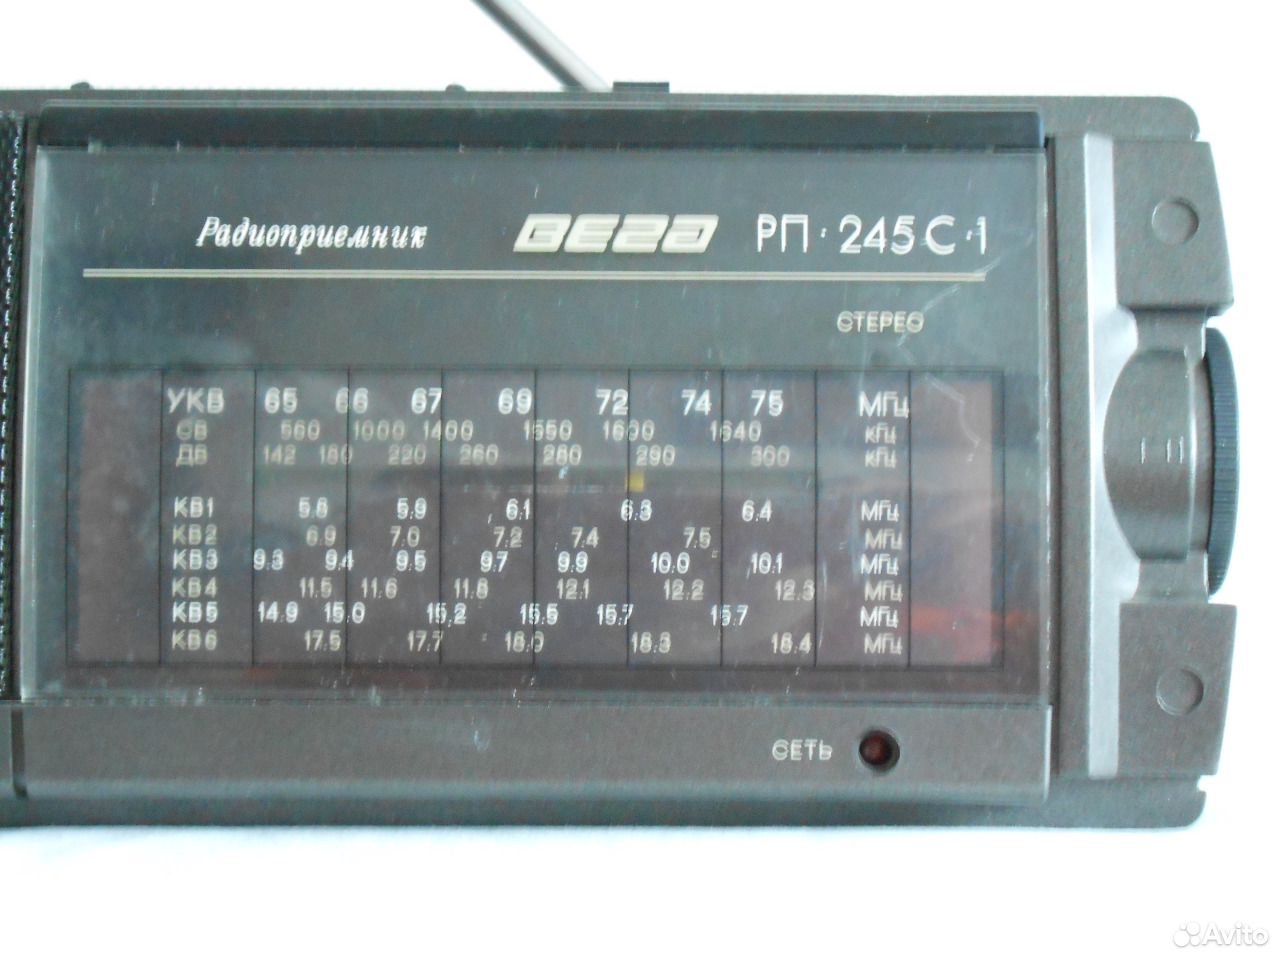 Радиоприемник ВЕГА РП·245С·1
СТЕРЕО
УКВ 65 66 67 69 72 74 75 МГц
СВ 560 1000 1400 1550 1600 1640 кГц
ДВ 142 180 220 260 280 290 300 кГц
КВ1 5.8 5.9 6.1 6.3 6.4 МГц
КВ2 6.9 7.0 7.2 7.4 7.5 МГц
КВ3 9.3 9.4 9.5 9.7 9.9 10.0 10.1 МГц
КВ4 11.5 11.6 11.8 12.1 12.2 12.3 МГц
КВ5 14.9 15.0 15.2 15.5 15.7 15.7 МГц
КВ6 17.5 17.7 18.0 18.3 18.4 МГц
СЕТЬ
Avito